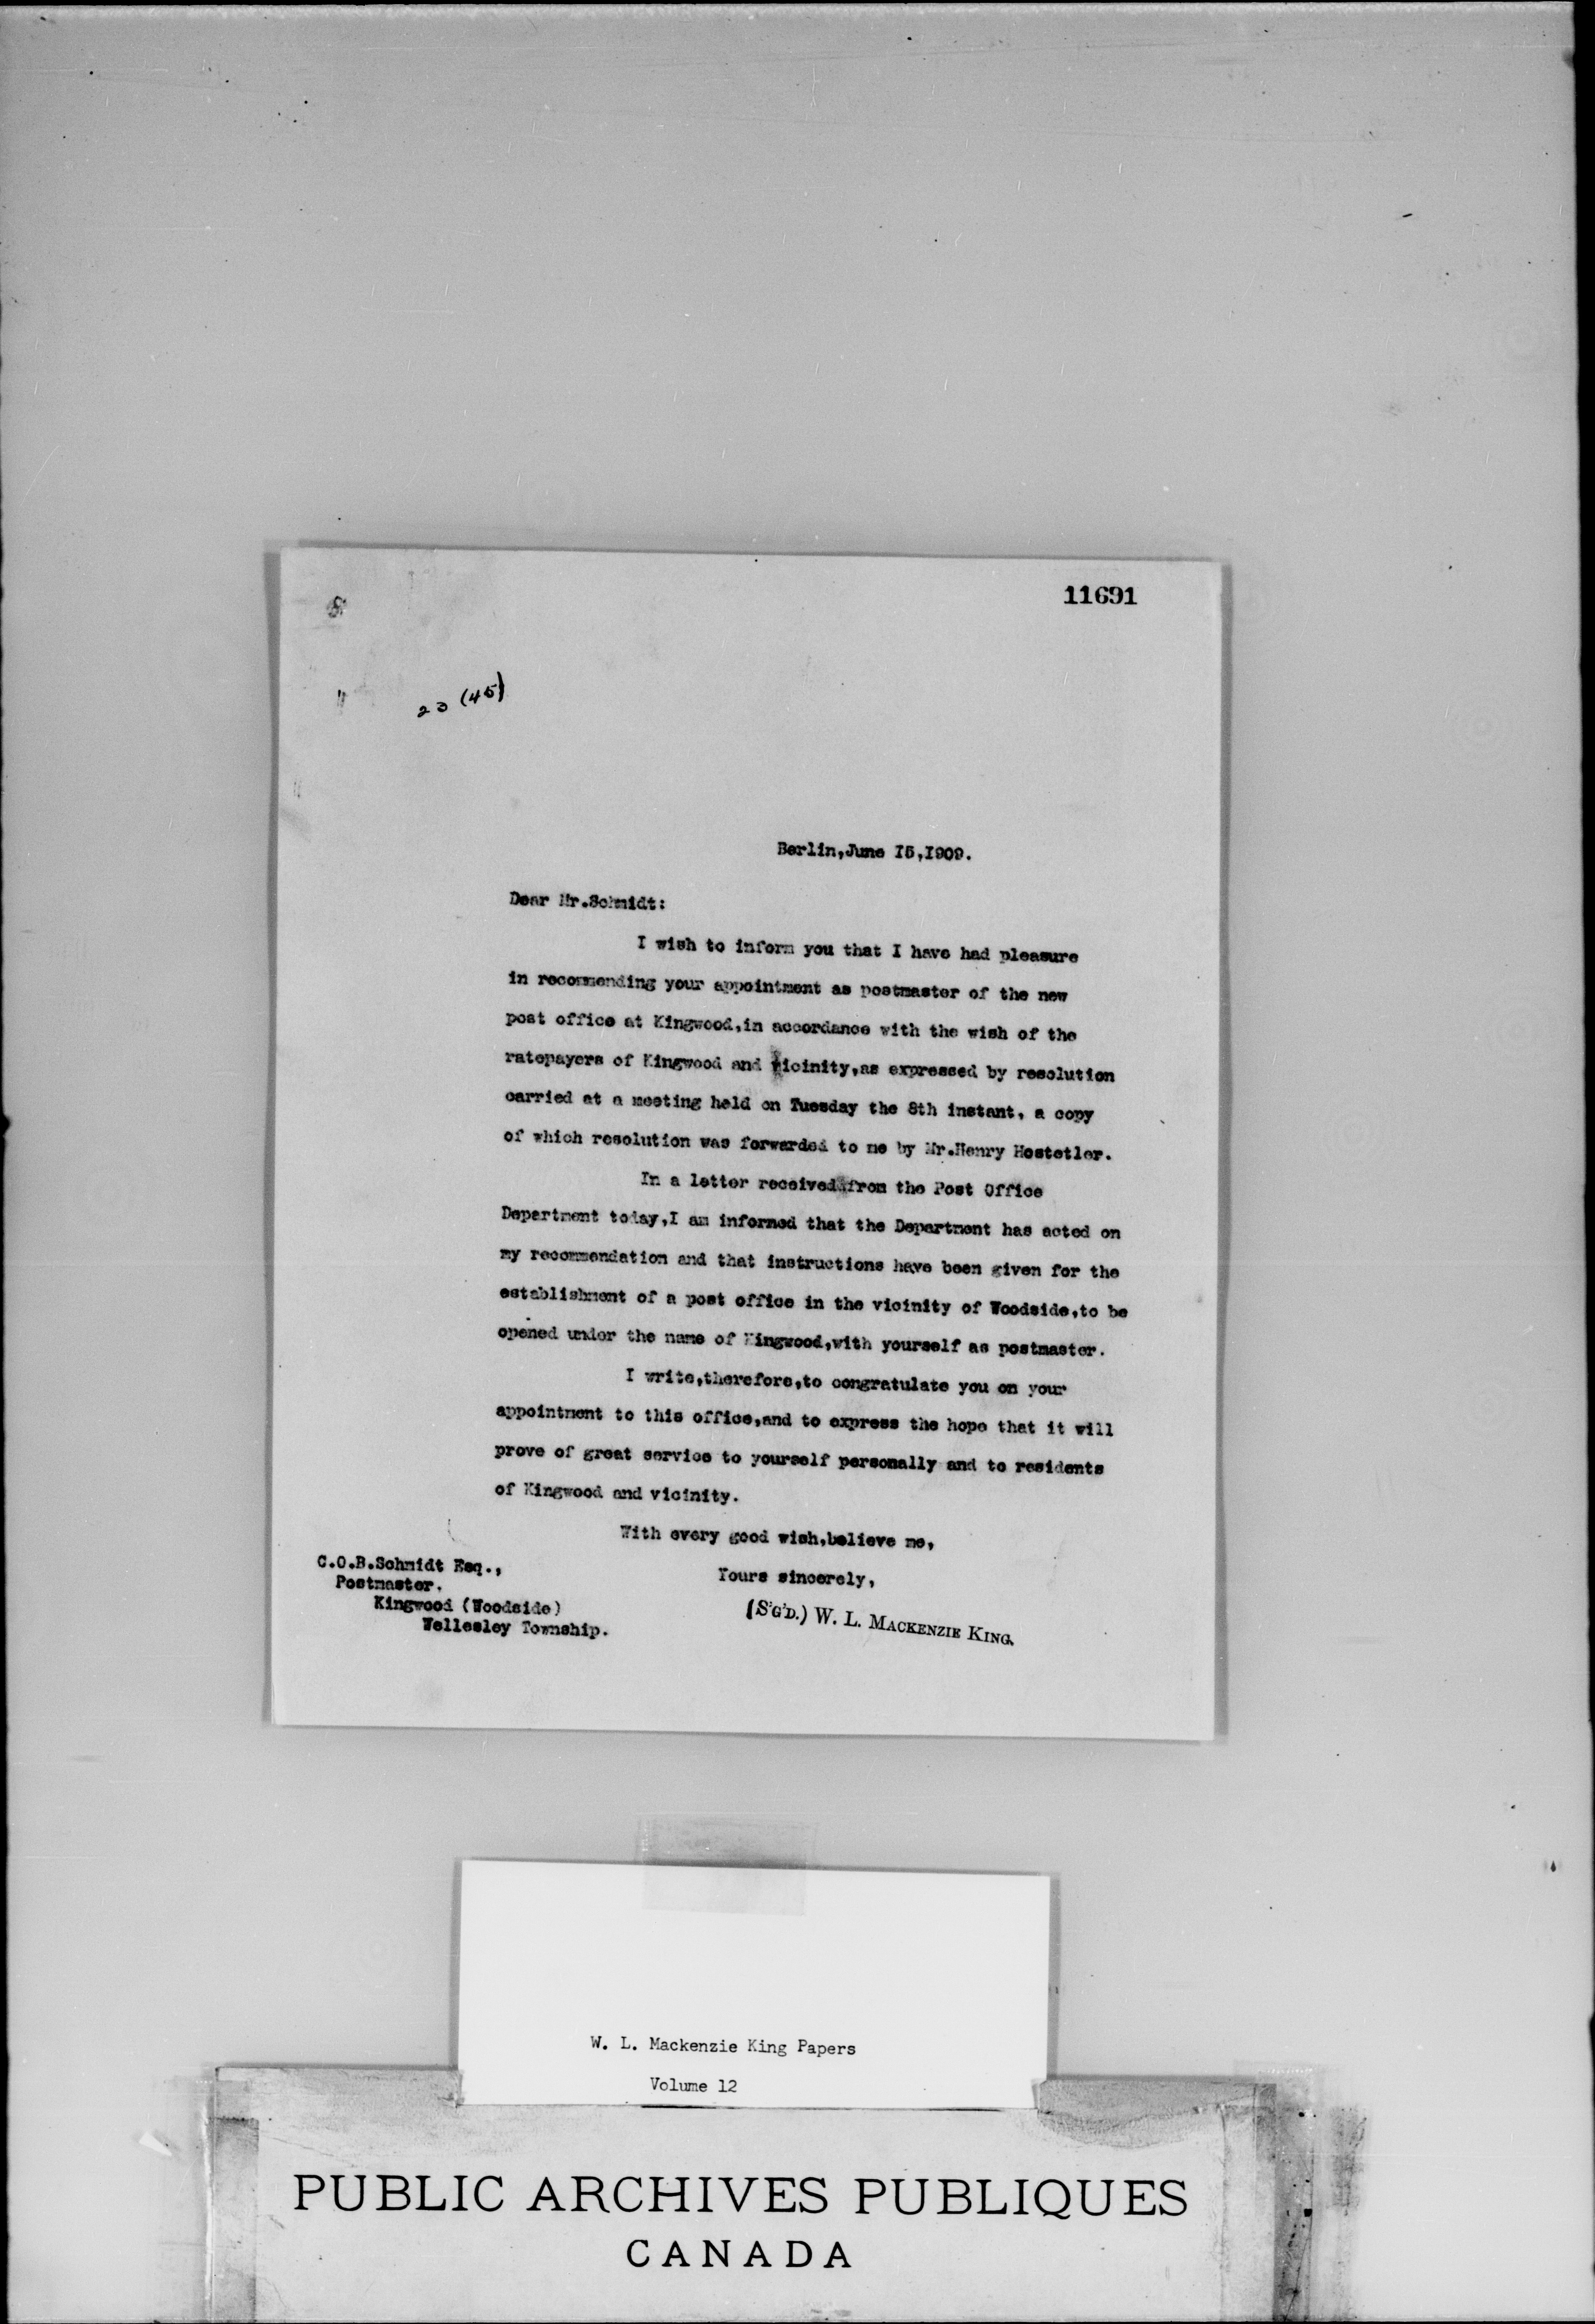 11691
20 (45)
Berlin,June I5,I909.
Dear Mr.Schmidt:
I wish to inform you that I have had pleasure
in recommending your appointment as postmaster of the new
post office at Kingwood,in accordance with the wish of the
ratepayers of Kingwood and vicinity,as expressed by resolution
carried at a meeting held on Tuesday the 8th instant, a copy
of which resolution was forwarded to me by Mr.Henry Hostetler.
In a letter received from the Post Office
Department today,I am informed that the Department has acted on
my recommendation and that instructions have been given for the
establishment of a post office in the vicinity of Woodside,to be
opened under the name of Kingwood,with yourself as postmaster.
I write,therefore,to congratulate you on your
appointment to this office,and to express the hope that it will
prove of great service to yourself personally and to residents
of Kingwood and vicinity.
With every good wish,believe me,
Yours sincerely,
(S'G'D.) W. L. MACKENZIE KING.
C.O.B.Schmidt Esq.,
Postmaster.
Kingwood (Woodside)
Wellesley Township.
W. L. Mackenzie King Papers
Volume 12
PUBLIC ARCHIVES PUBLIQUES
CANADA